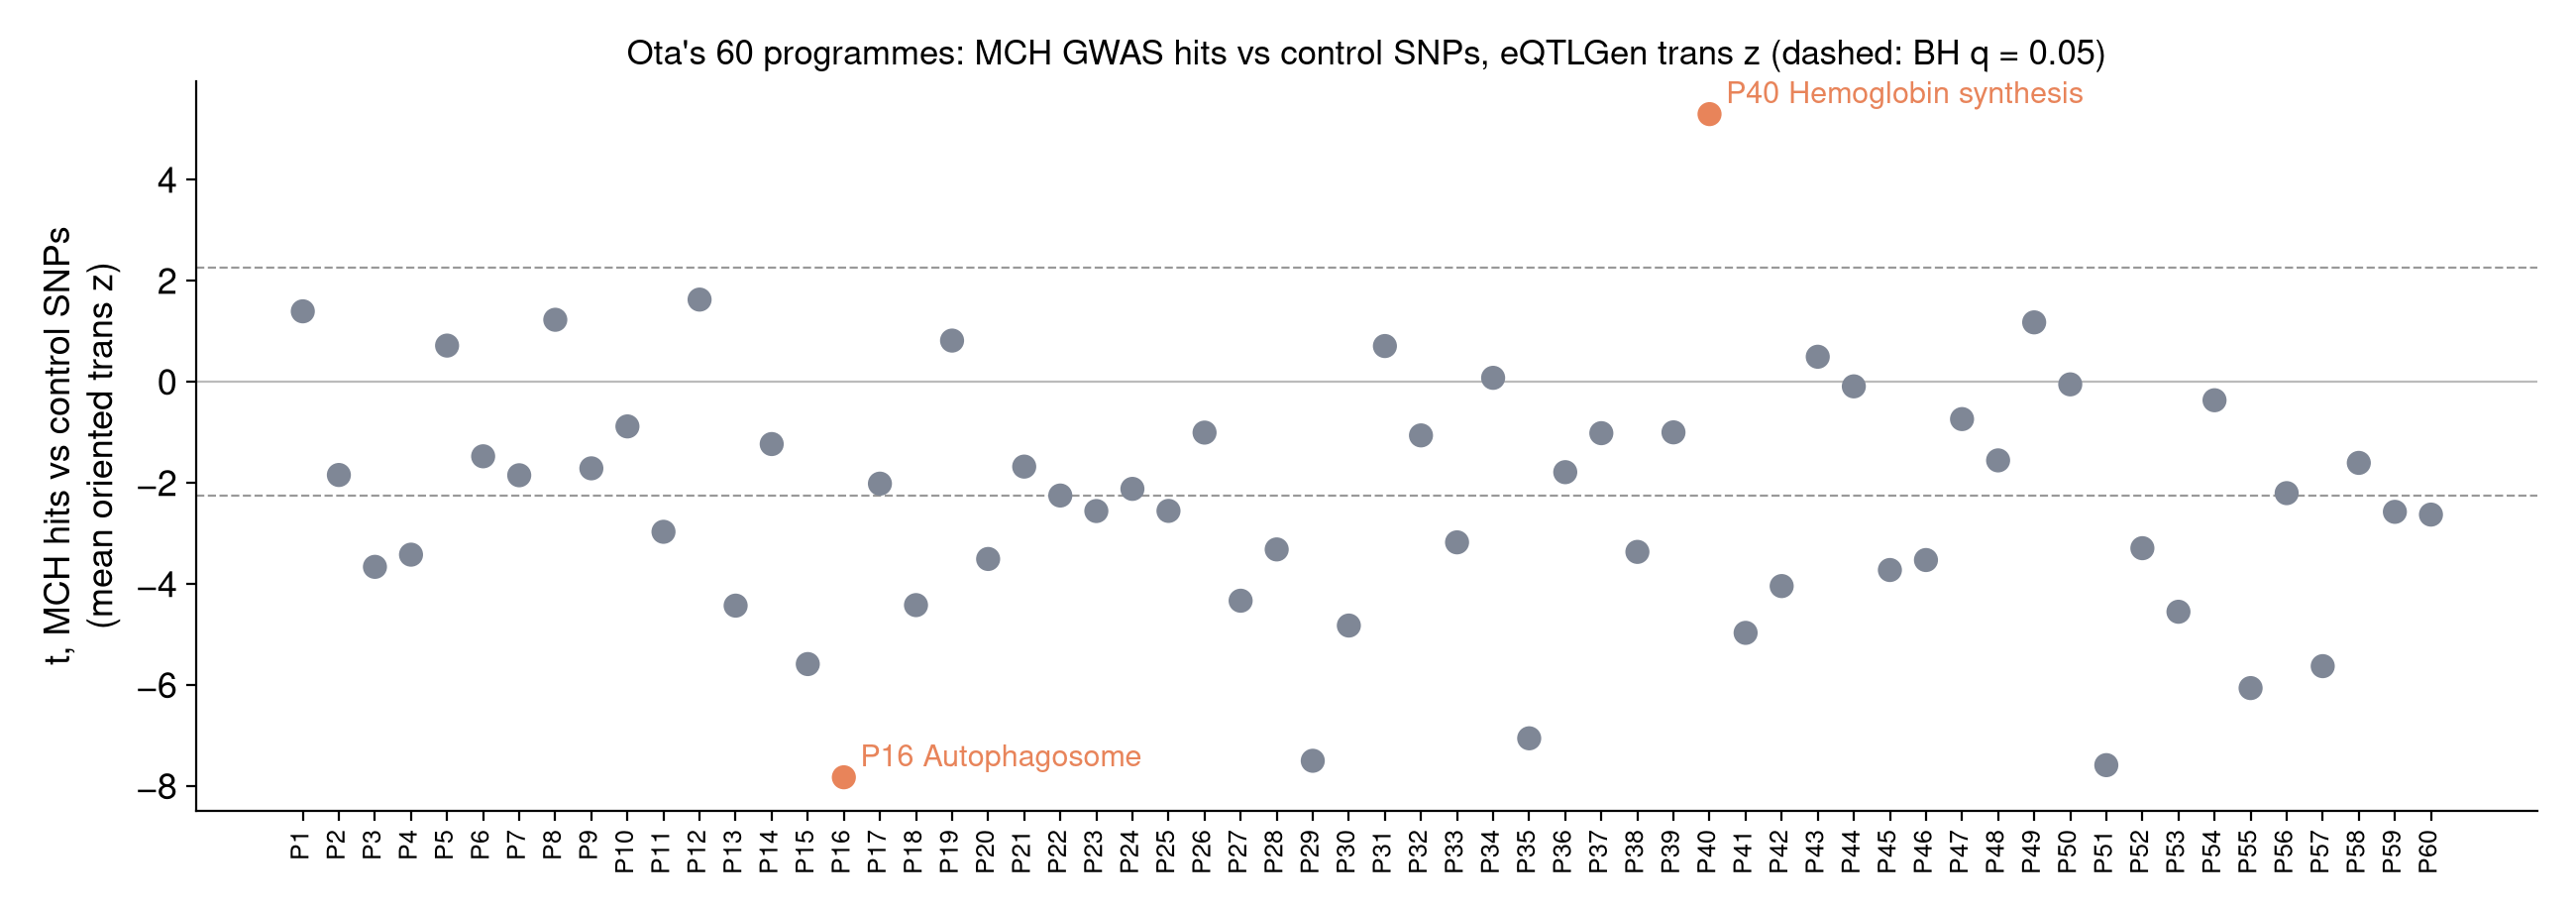 Ota's 60 programmes: MCH GWAS hits vs control SNPs, eQTLGen trans z (dashed: BH q = 0.05)
P40 Hemoglobin synthesis
t, MCH hits vs control SNPs
(mean oriented trans z)
4
2
0
−2
−4
−6
−8
P16 Autophagosome
P1 P2 P3 P4 P5 P6 P7 P8 P9 P10 P11 P12 P13 P14 P15 P16 P17 P18 P19 P20 P21 P22 P23 P24 P25 P26 P27 P28 P29 P30 P31 P32 P33 P34 P35 P36 P37 P38 P39 P40 P41 P42 P43 P44 P45 P46 P47 P48 P49 P50 P51 P52 P53 P54 P55 P56 P57 P58 P59 P60